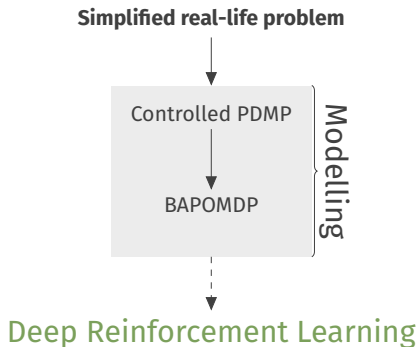 Simplified real-life problem
Controlled PDMP
BAPOMDP
Modelling
Deep Reinforcement Learning